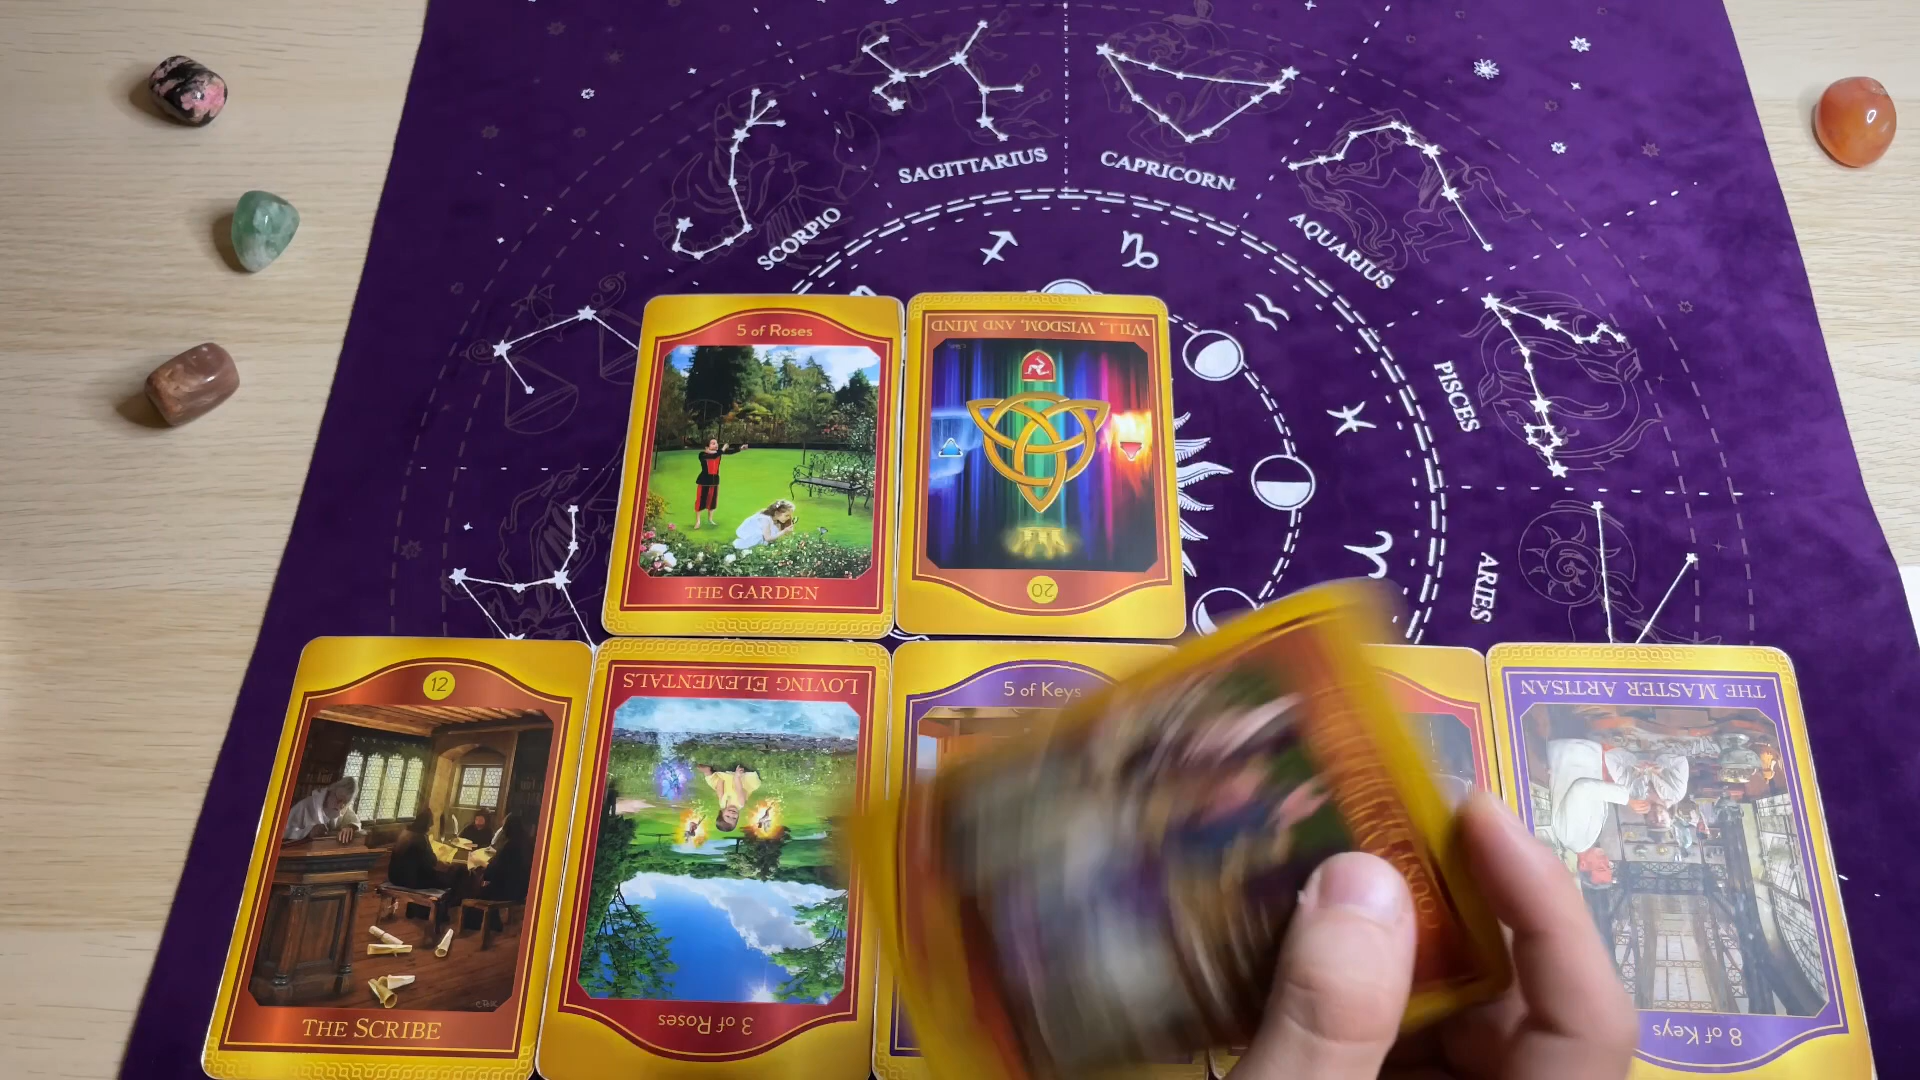 SAGITTARIUS
CAPRICORN
SCORPIO
AQUARIUS
PISCES
ARIES
5 of Roses
THE GARDEN
WILL, WISDOM, AND MIND
20
12
THE SCRIBE
LOVING ELEMENTALS
3 of Roses
5 of Keys
THE MASTER ARTISAN
8 of Keys